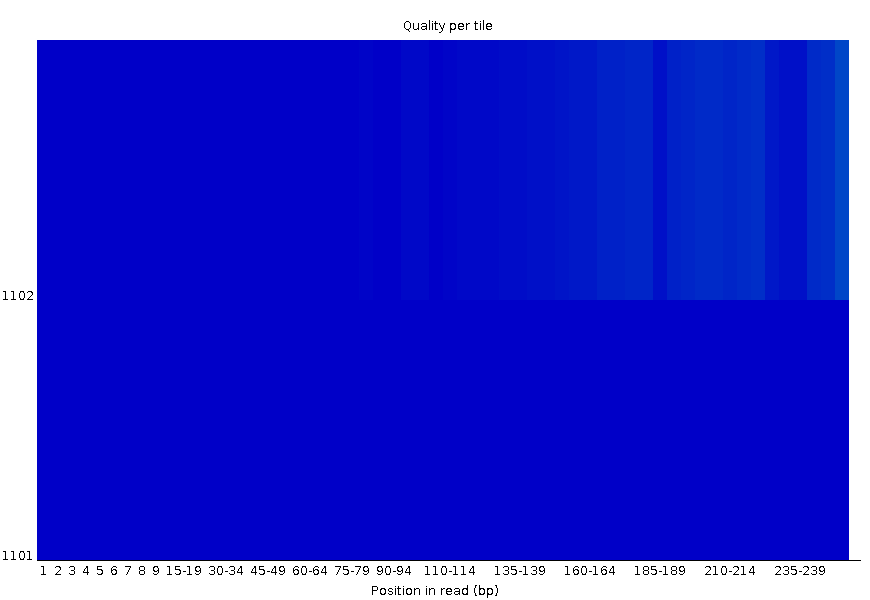 Quality per tile
1102
1101
1 2 3 4 5 6 7 8 9 15-19 30-34 45-49 60-64 75-79 90-94 110-114 135-139 160-164 185-189 210-214 235-239
Position in read (bp)